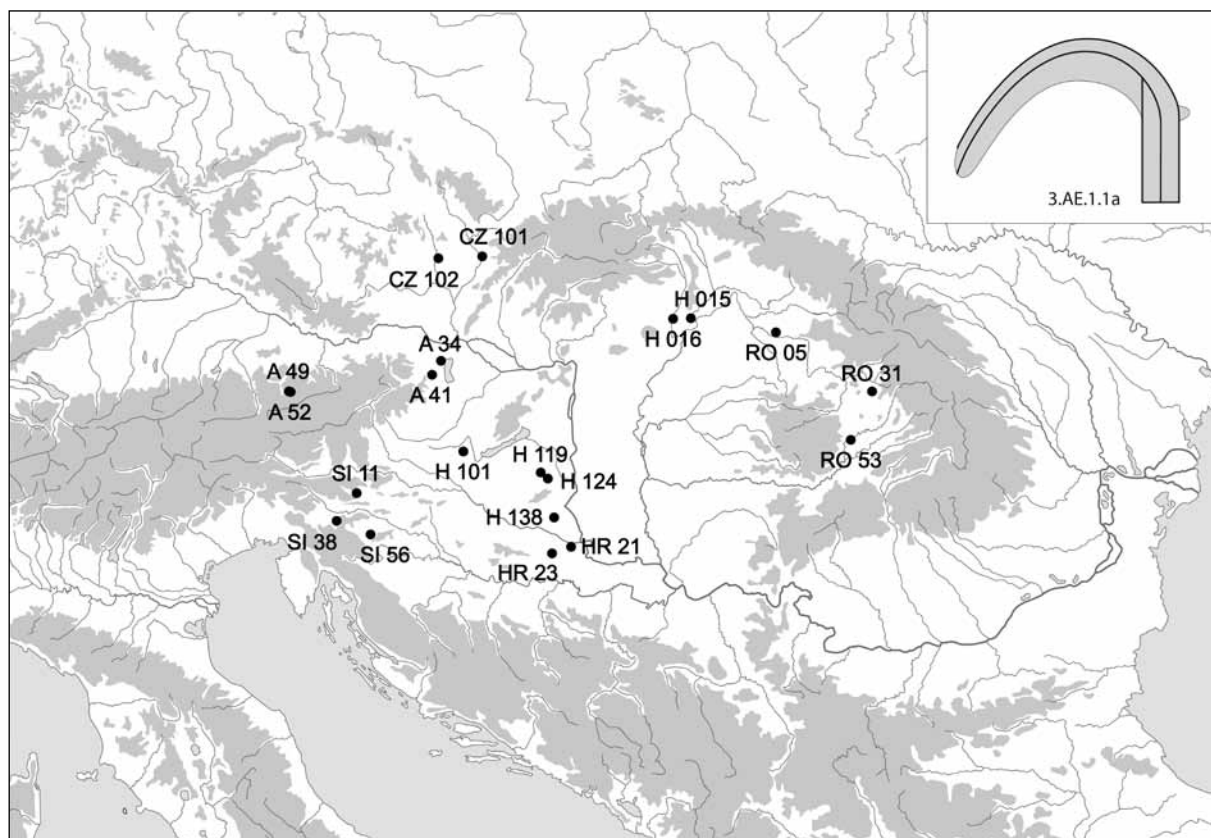 3.AE.1.1a
CZ 101
CZ 102
H 015
H 016
RO 05
A 34
A 41
A 49
A 52
RO 31
RO 53
H 101
H 119
H 124
SI 11
H 138
SI 38
SI 56
HR 21
HR 23